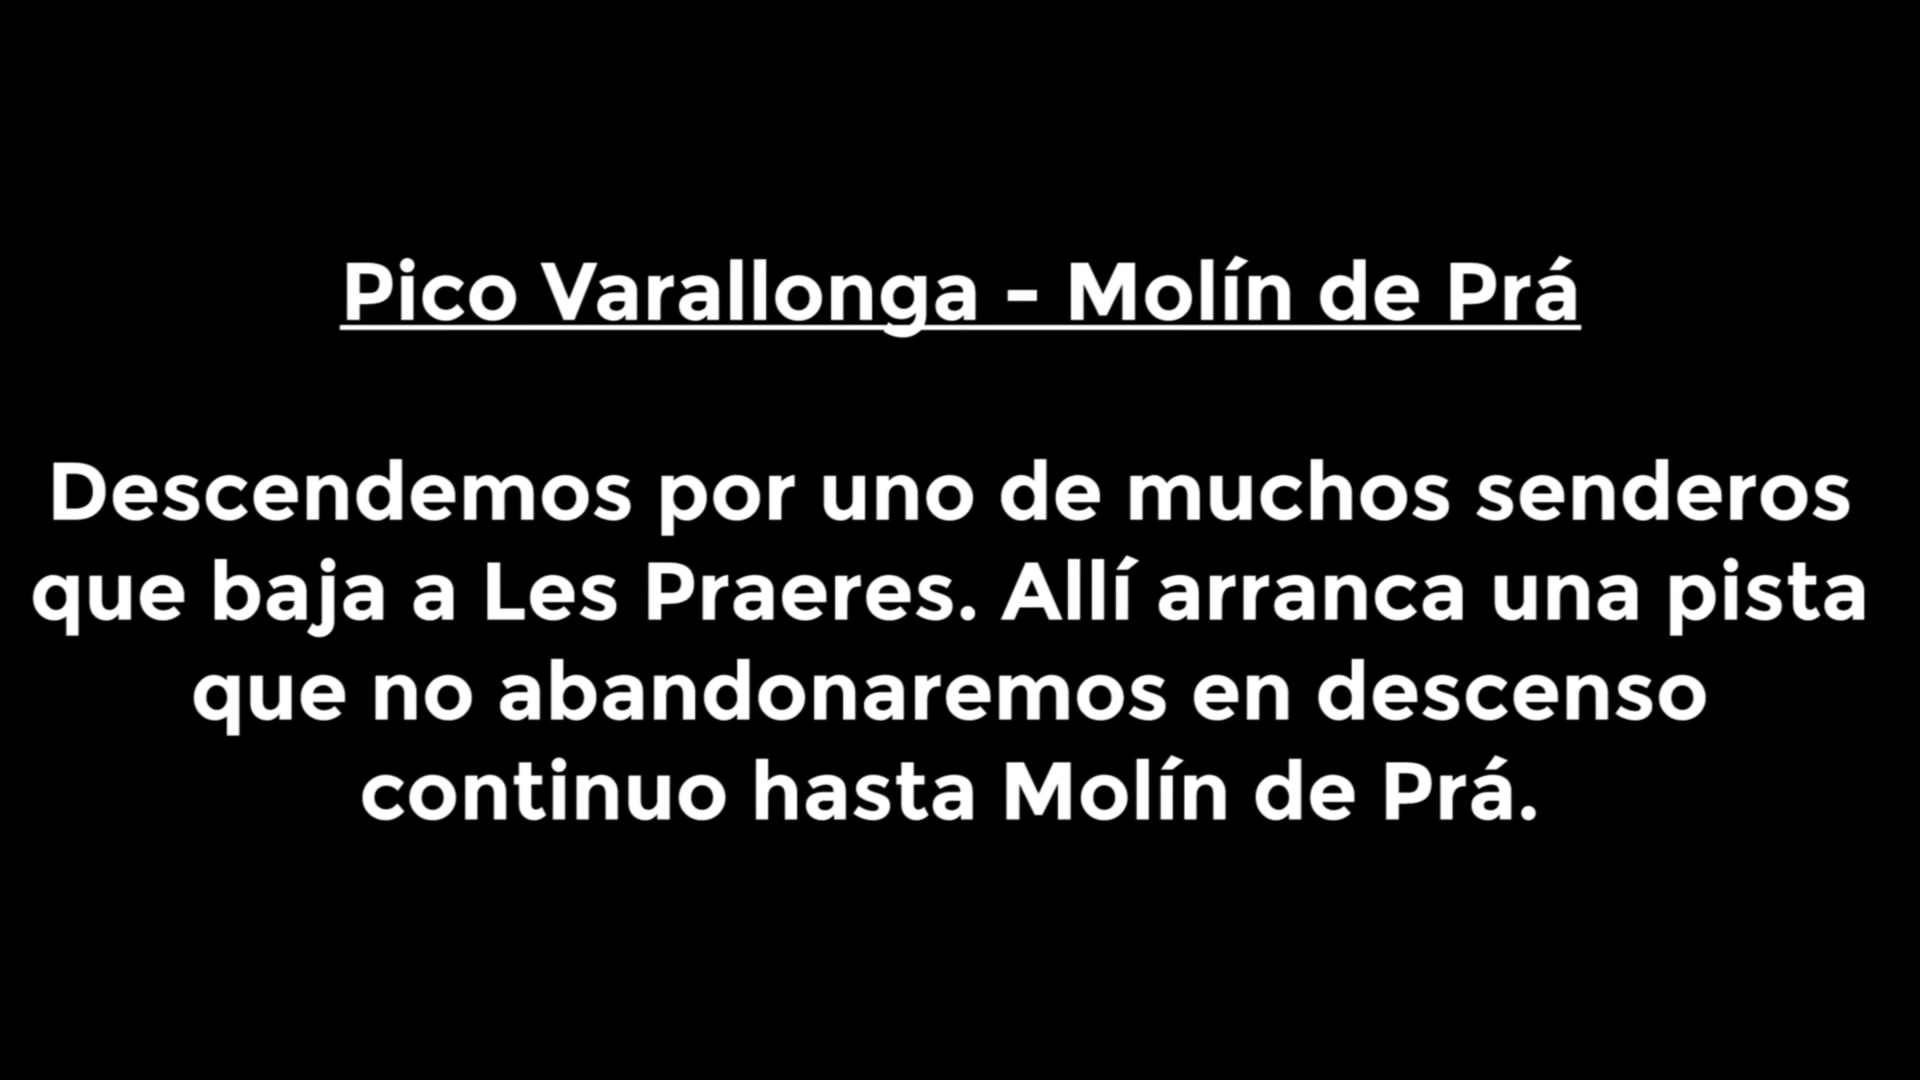 Pico Varallonga - Molín de Prá
Descendemos por uno de muchos senderos
que baja a Les Praeres. Allí arranca una pista
que no abandonaremos en descenso
continuo hasta Molín de Prá.